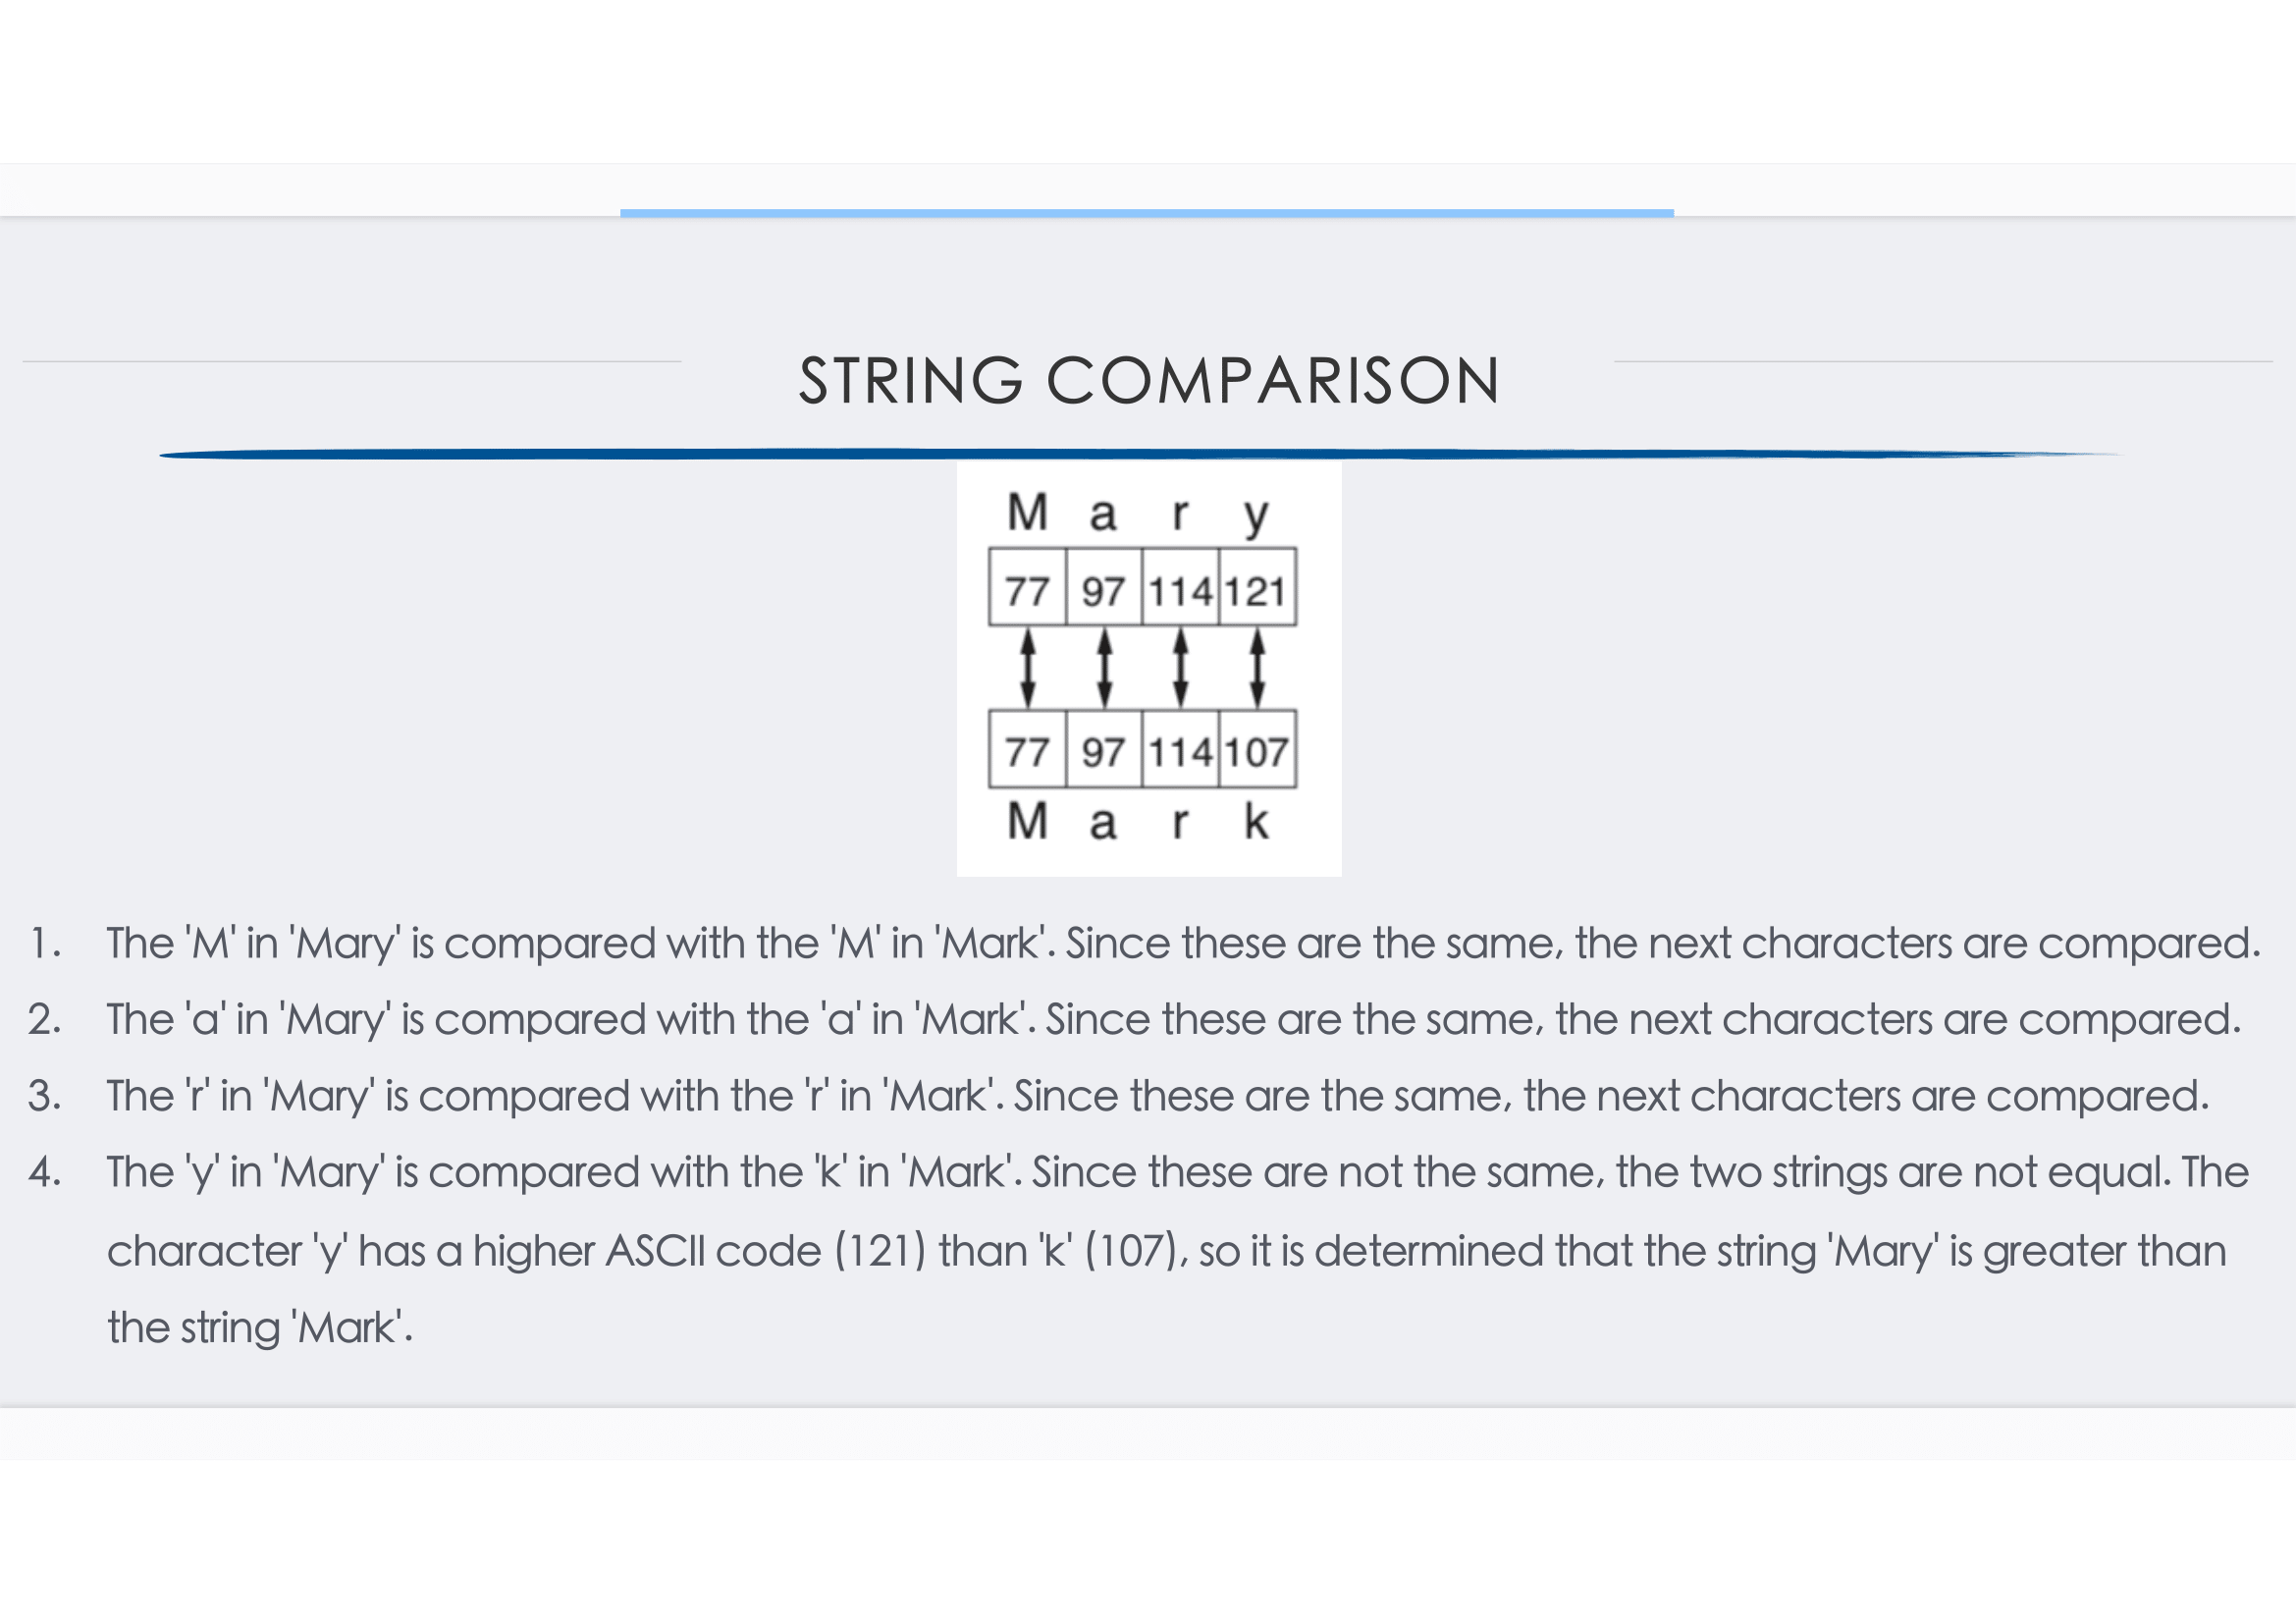 STRING COMPARISON
M a r y
77 97 114 121
77 97 114 107
M a r k
1. The 'M' in 'Mary' is compared with the 'M' in 'Mark'. Since these are the same, the next characters are compared.
2. The 'a' in 'Mary' is compared with the 'a' in 'Mark'. Since these are the same, the next characters are compared.
3. The 'r' in 'Mary' is compared with the 'r' in 'Mark'. Since these are the same, the next characters are compared.
4. The 'y' in 'Mary' is compared with the 'k' in 'Mark'. Since these are not the same, the two strings are not equal. The
character 'y' has a higher ASCII code (121) than 'k' (107), so it is determined that the string 'Mary' is greater than
the string 'Mark'.